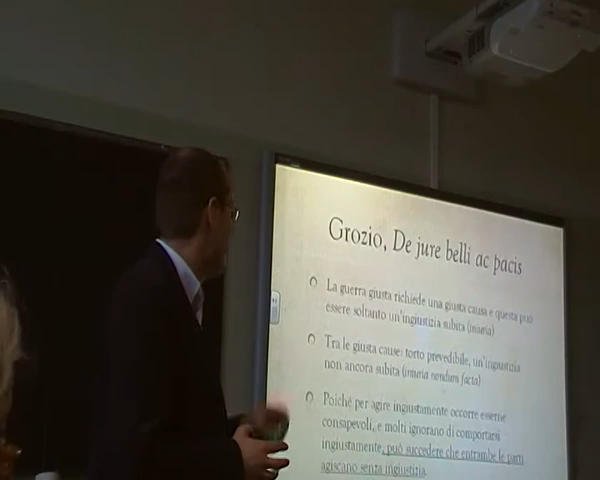 Grozio, De jure belli ac pacis
La guerra giusta richiede una giusta causa e questa può
essere soltanto un'ingiustizia subita (iniuria)
Tra le giuste cause: torto prevedibile, un'ingiustizia
non ancora subita (iniuria nondum facta)
Poiché per agire ingiustamente occorre esserne
consapevoli, e molti ignorano di comportarsi
ingiustamente, può succedere che entrambe le parti
agiscano senza ingiustizia.